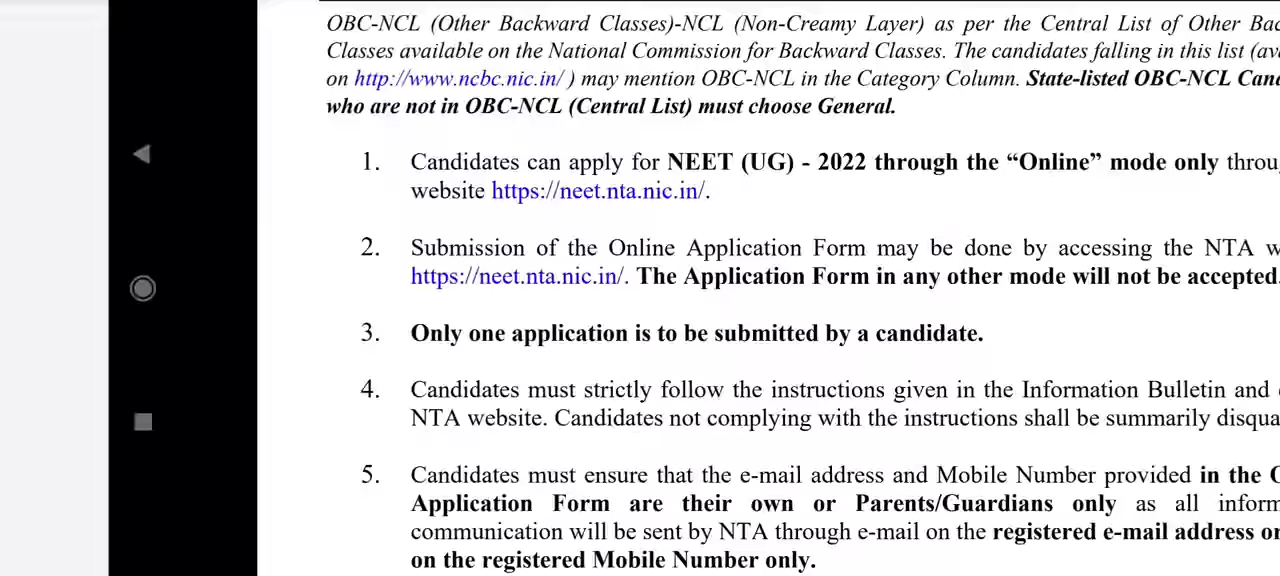 OBC-NCL (Other Backward Classes)-NCL (Non-Creamy Layer) as per the Central List of Other Bac
Classes available on the National Commission for Backward Classes. The candidates falling in this list (ava
on http://www.ncbc.nic.in/ ) may mention OBC-NCL in the Category Column. State-listed OBC-NCL Cand
who are not in OBC-NCL (Central List) must choose General.
1. Candidates can apply for NEET (UG) - 2022 through the “Online” mode only throug
website https://neet.nta.nic.in/.
2. Submission of the Online Application Form may be done by accessing the NTA w
https://neet.nta.nic.in/. The Application Form in any other mode will not be accepted.
3. Only one application is to be submitted by a candidate.
4. Candidates must strictly follow the instructions given in the Information Bulletin and
NTA website. Candidates not complying with the instructions shall be summarily disqua
5. Candidates must ensure that the e-mail address and Mobile Number provided in the O
Application Form are their own or Parents/Guardians only as all inform
communication will be sent by NTA through e-mail on the registered e-mail address or
on the registered Mobile Number only.